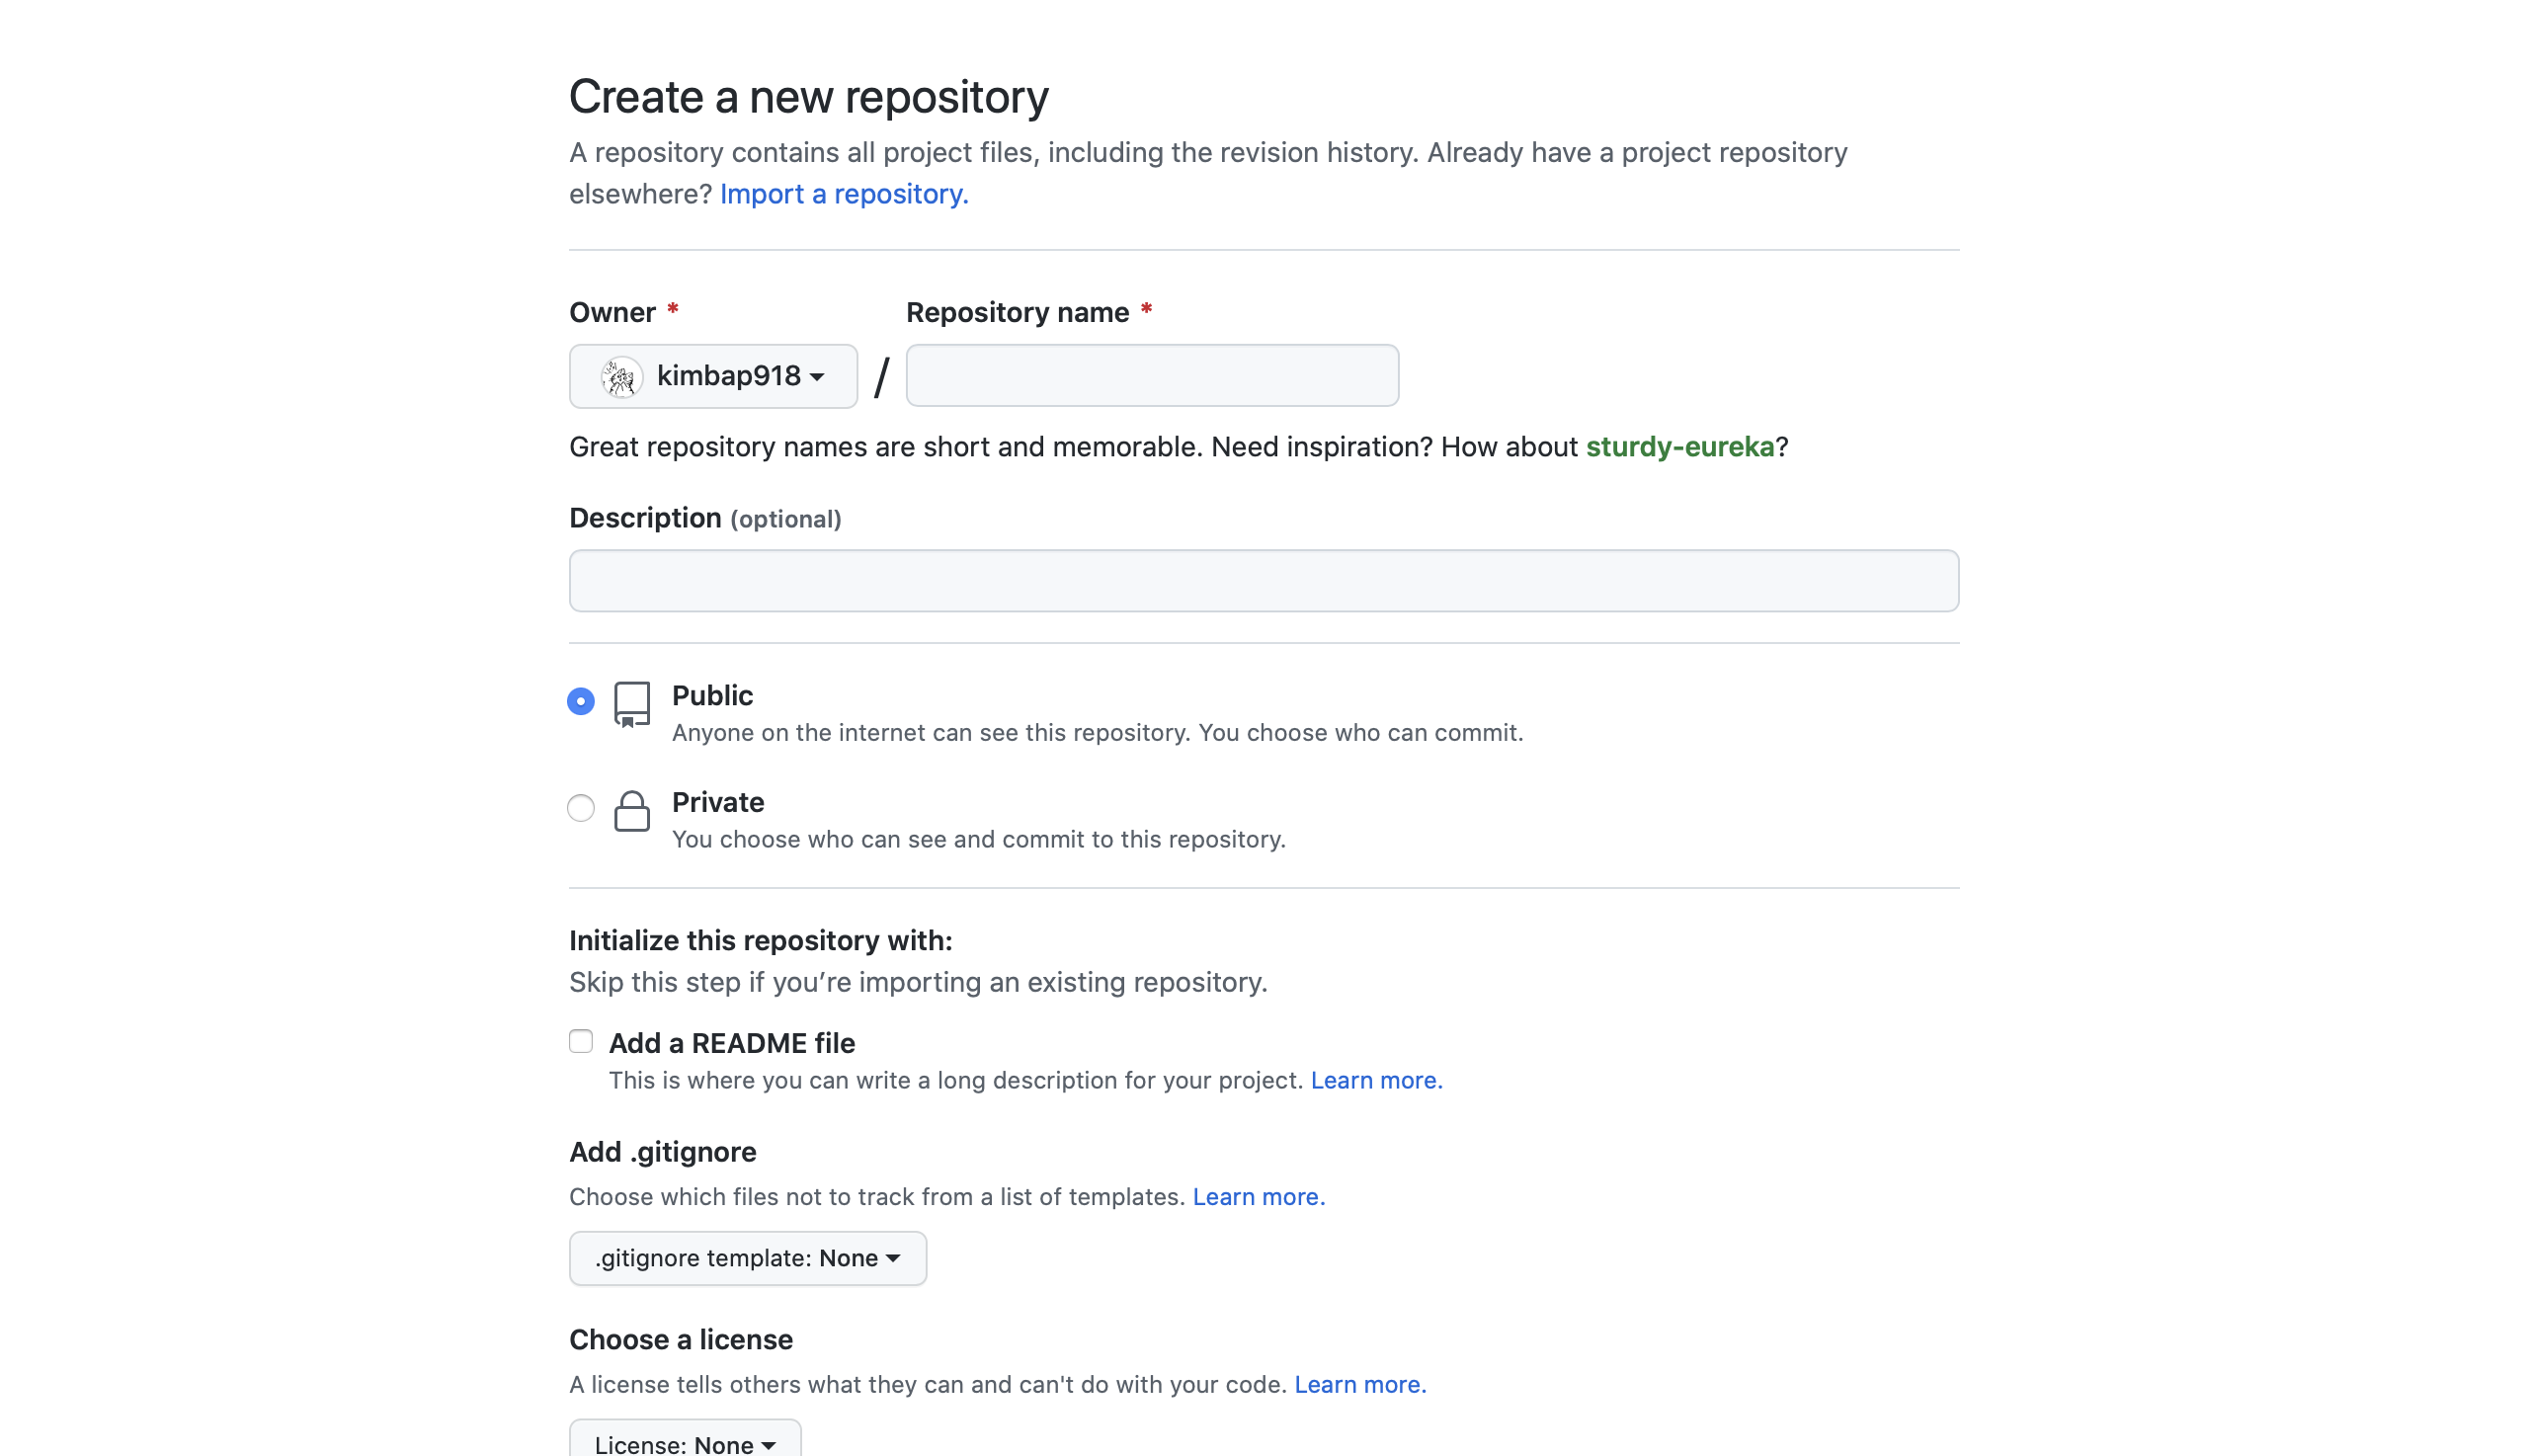 Create a new repository
A repository contains all project files, including the revision history. Already have a project repository
elsewhere? Import a repository.
Owner * Repository name *
kimbap918 /
Great repository names are short and memorable. Need inspiration? How about sturdy-eureka?
Description (optional)
Public
Anyone on the internet can see this repository. You choose who can commit.
Private
You choose who can see and commit to this repository.
Initialize this repository with:
Skip this step if you’re importing an existing repository.
Add a README file
This is where you can write a long description for your project. Learn more.
Add .gitignore
Choose which files not to track from a list of templates. Learn more.
.gitignore template: None
Choose a license
A license tells others what they can and can't do with your code. Learn more.
License: None